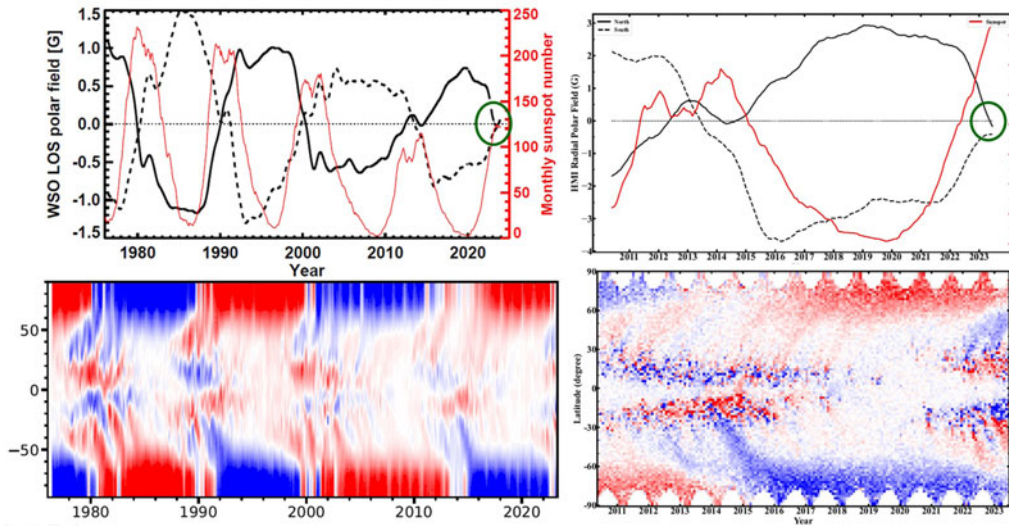 WSO LOS polar field [G]
1.5
1.0
0.5
0.0
-0.5
-1.0
-1.5
250
200
150
100
50
0
Monthly sunspot number
1980 1990 2000 2010 2020
Year
HMI Radial Polar Field (G)
3
2
1
0
−1
−2
−3
−4
North
South
Sunspot
2011 2012 2013 2014 2015 2016 2017 2018 2019 2020 2021 2022 2023
50
0
−50
1980 1990 2000 2010 2020
Latitude (degree)
90
60
30
0
-30
-60
-90
2011 2012 2013 2014 2015 2016 2017 2018 2019 2020 2021 2022 2023
Year